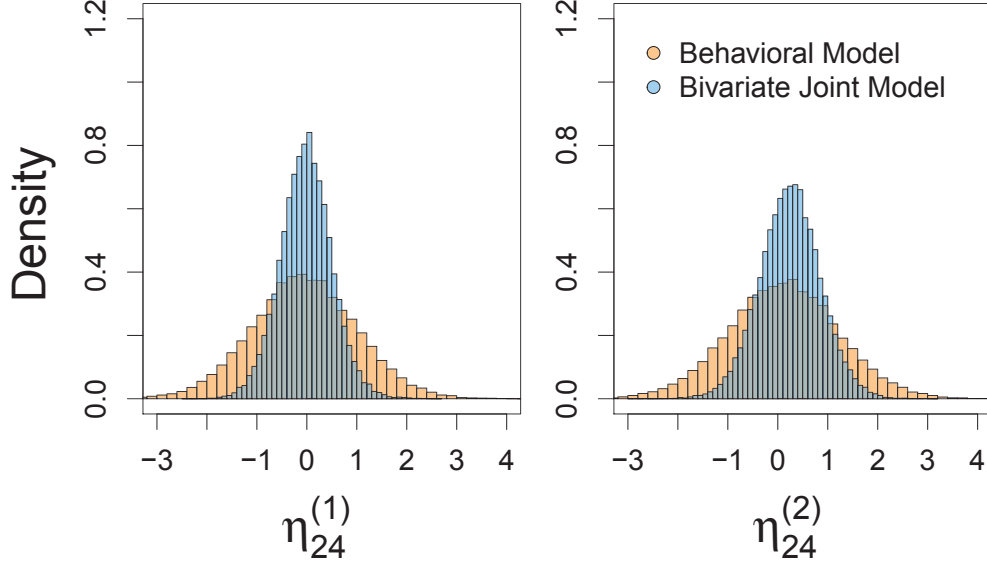 Density
0.0 0.4 0.8 1.2
−3 −1 0 1 2 3 4
η24(1)
0.0 0.4 0.8 1.2
Behavioral Model
Bivariate Joint Model
−3 −1 0 1 2 3 4
η24(2)